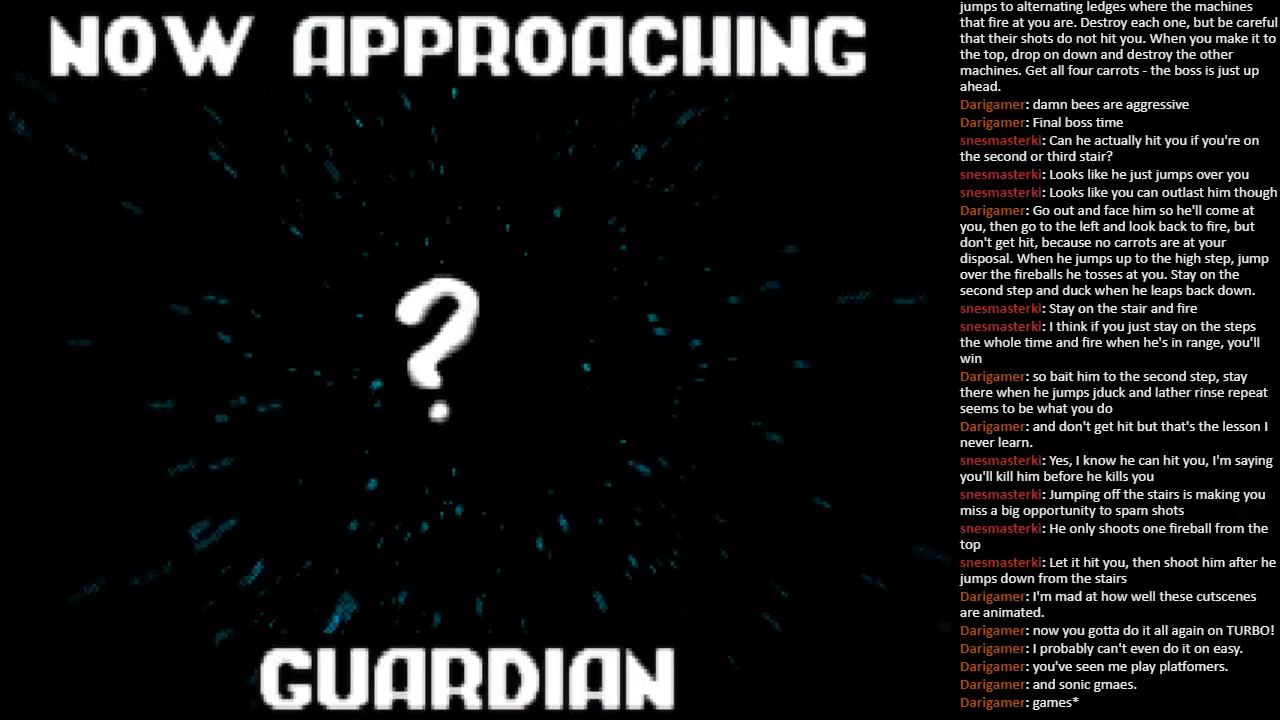 NOW APPROACHING
?
GUARDIAN
jumps to alternating ledges where the machines
that fire at you are. Destroy each one, but be careful
that their shots do not hit you. When you make it to
the top, drop on down and destroy the other
machines. Get all four carrots - the boss is just up
ahead.
Darigamer: damn bees are aggressive
Darigamer: Final boss time
snesmasterki: Can he actually hit you if you're on
the second or third stair?
snesmasterki: Looks like he just jumps over you
snesmasterki: Looks like you can outlast him though
Darigamer: Go out and face him so he'll come at
you, then go to the left and look back to fire, but
don't get hit, because no carrots are at your
disposal. When he jumps up to the high step, jump
over the fireballs he tosses at you. Stay on the
second step and duck when he leaps back down.
snesmasterki: Stay on the stair and fire
snesmasterki: I think if you just stay on the steps
the whole time and fire when he's in range, you'll
win
Darigamer: so bait him to the second step, stay
there when he jumps jduck and lather rinse repeat
seems to be what you do
Darigamer: and don't get hit but that's the lesson I
never learn.
snesmasterki: Yes, I know he can hit you, I'm saying
you'll kill him before he kills you
snesmasterki: Jumping off the stairs is making you
miss a big opportunity to spam shots
snesmasterki: He only shoots one fireball from the
top
snesmasterki: Let it hit you, then shoot him after he
jumps down from the stairs
Darigamer: I'm mad at how well these cutscenes
are animated.
Darigamer: now you gotta do it all again on TURBO!
Darigamer: I probably can't even do it on easy.
Darigamer: you've seen me play platfomers.
Darigamer: and sonic gmaes.
Darigamer: games*